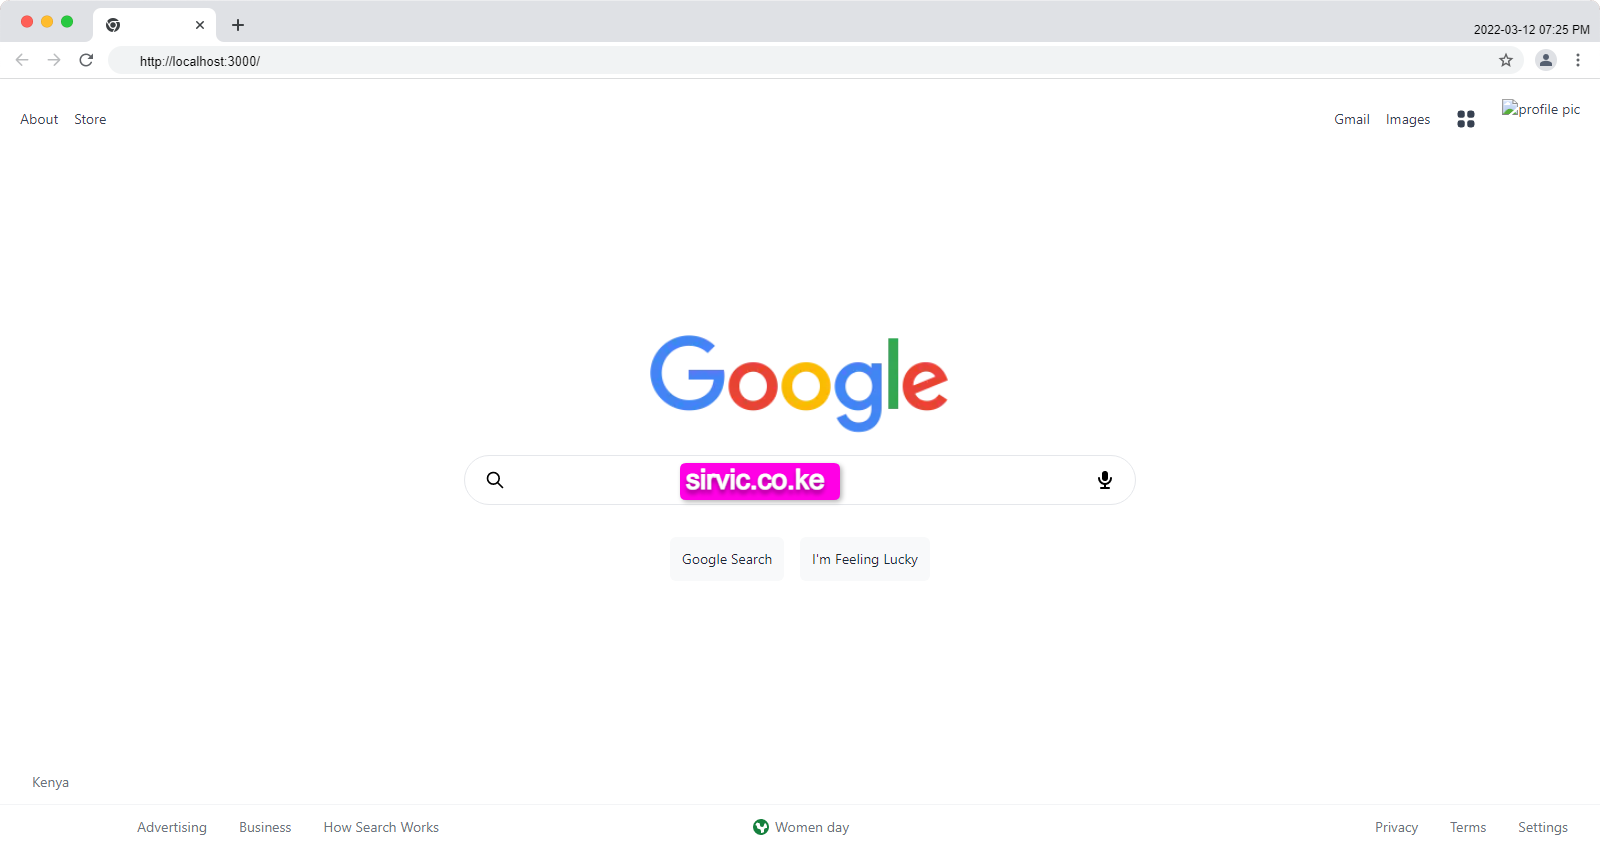 2022-03-12 07:25 PM
http://localhost:3000/
About Store Gmail Images profile pic
Google
sirvic.co.ke
Google Search I'm Feeling Lucky
Kenya
Advertising Business How Search Works Women day Privacy Terms Settings